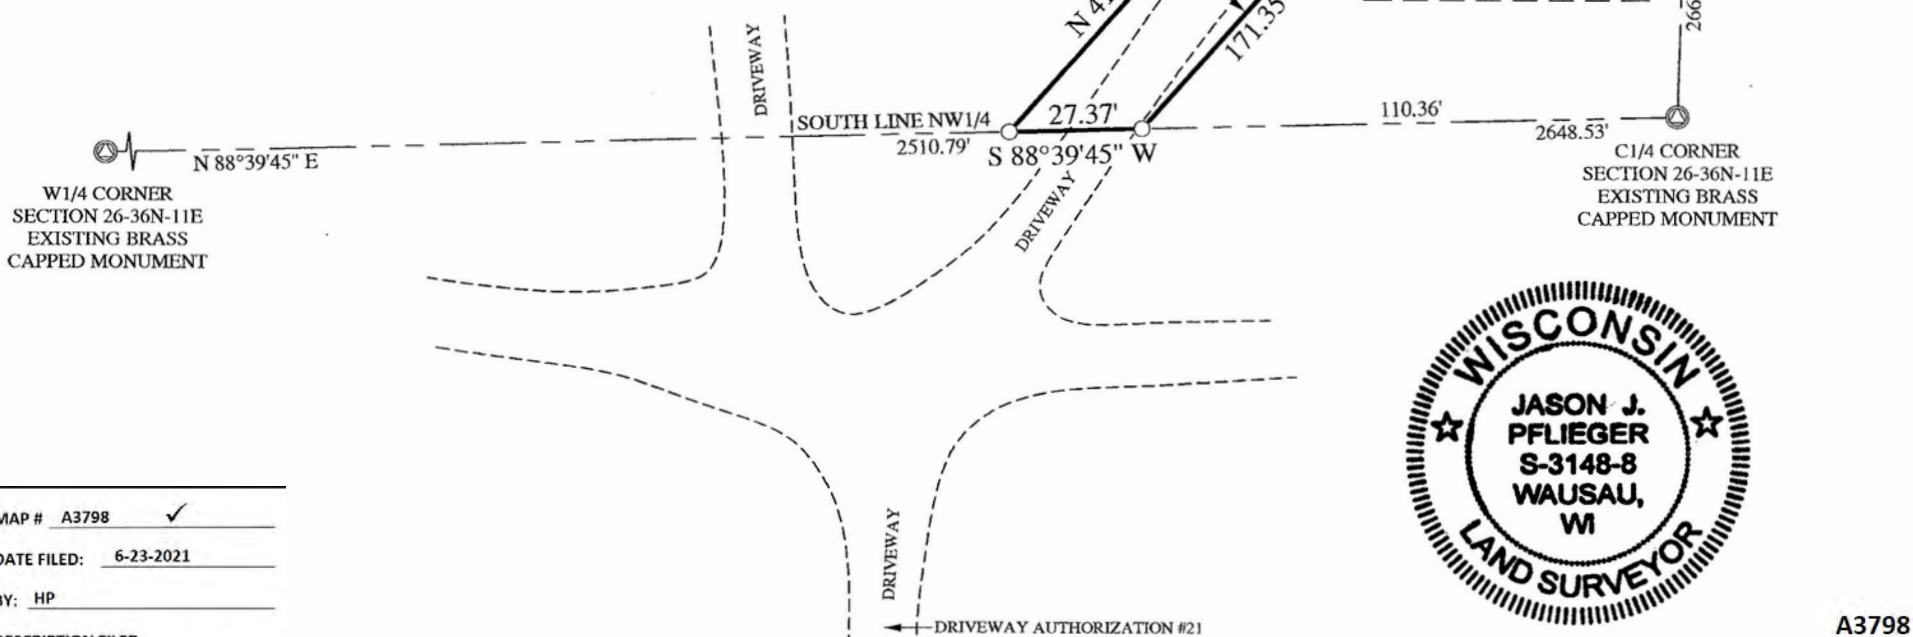 N 41
171.35
266
DRIVEWAY
SOUTH LINE NW1/4
27.37'
110.36'
N 88°39'45" E
2510.79'
S 88°39'45" W
2648.53'
W1/4 CORNER
SECTION 26-36N-11E
EXISTING BRASS
CAPPED MONUMENT
C1/4 CORNER
SECTION 26-36N-11E
EXISTING BRASS
CAPPED MONUMENT
DRIVEWAY
WISCONSIN
JASON J.
PFLIEGER
S-3148-8
WAUSAU,
WI
LAND SURVEYOR
MAP # A3798 ✓
DATE FILED: 6-23-2021
BY: HP
DRIVEWAY
DRIVEWAY AUTHORIZATION #21
A3798